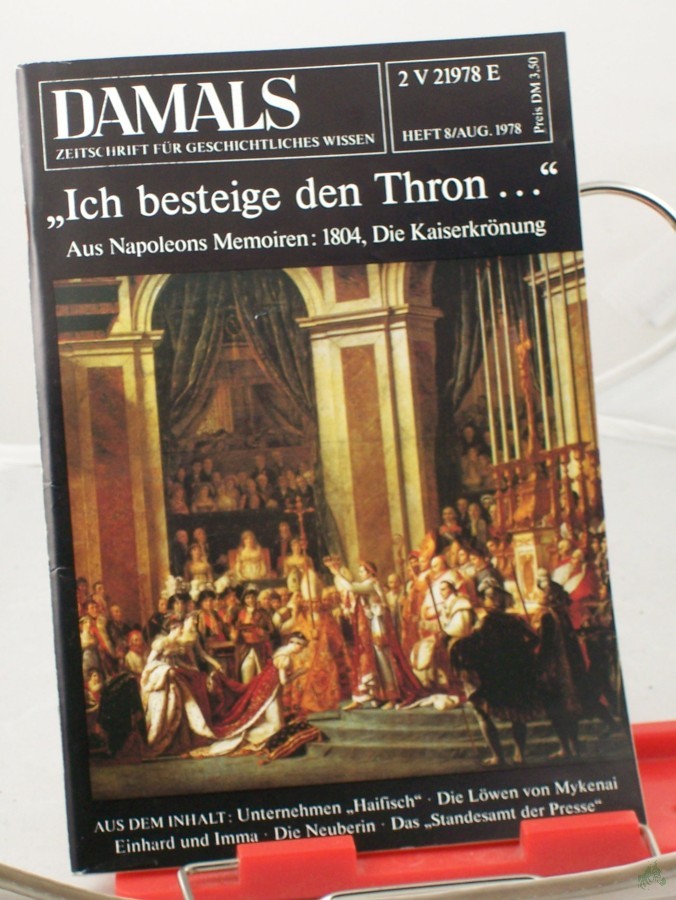 DAMALS
ZEITSCHRIFT FÜR GESCHICHTLICHES WISSEN
2 V 21978 E
HEFT 8/AUG. 1978
Preis DM 3,50
„Ich besteige den Thron ...“
Aus Napoleons Memoiren: 1804, Die Kaiserkrönung
AUS DEM INHALT: Unternehmen „Haifisch“ · Die Löwen von Mykenai
Einhard und Imma · Die Neuberin · Das „Standesamt der Presse“